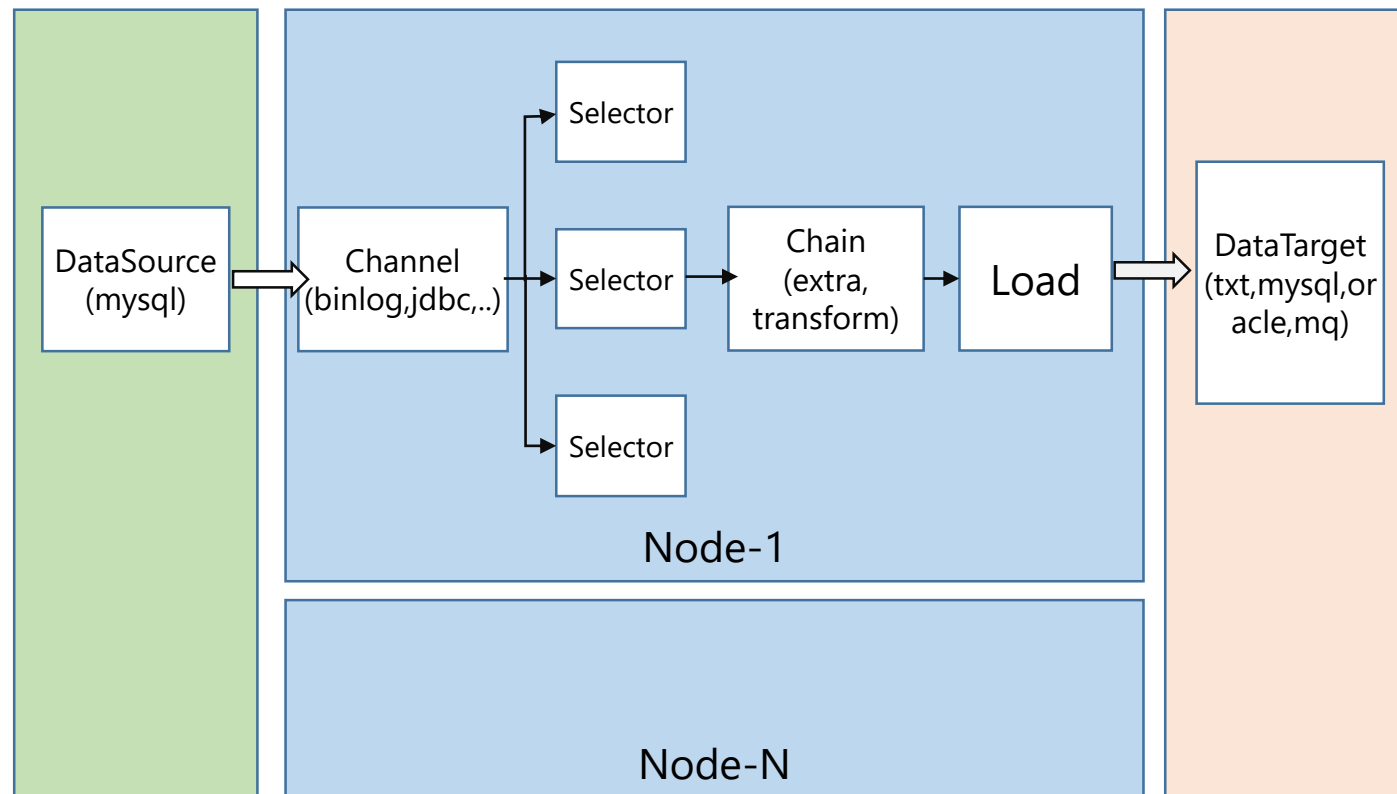 DataSource
(mysql)
Channel
(binlog,jdbc,..)
Selector
Selector
Selector
Chain
(extra,
transform)
Load
DataTarget
(txt,mysql,or
acle,mq)
Node-1
Node-N